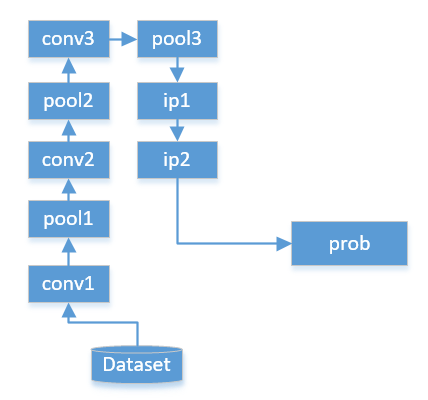 conv3
pool3
pool2
ip1
conv2
ip2
pool1
prob
conv1
Dataset